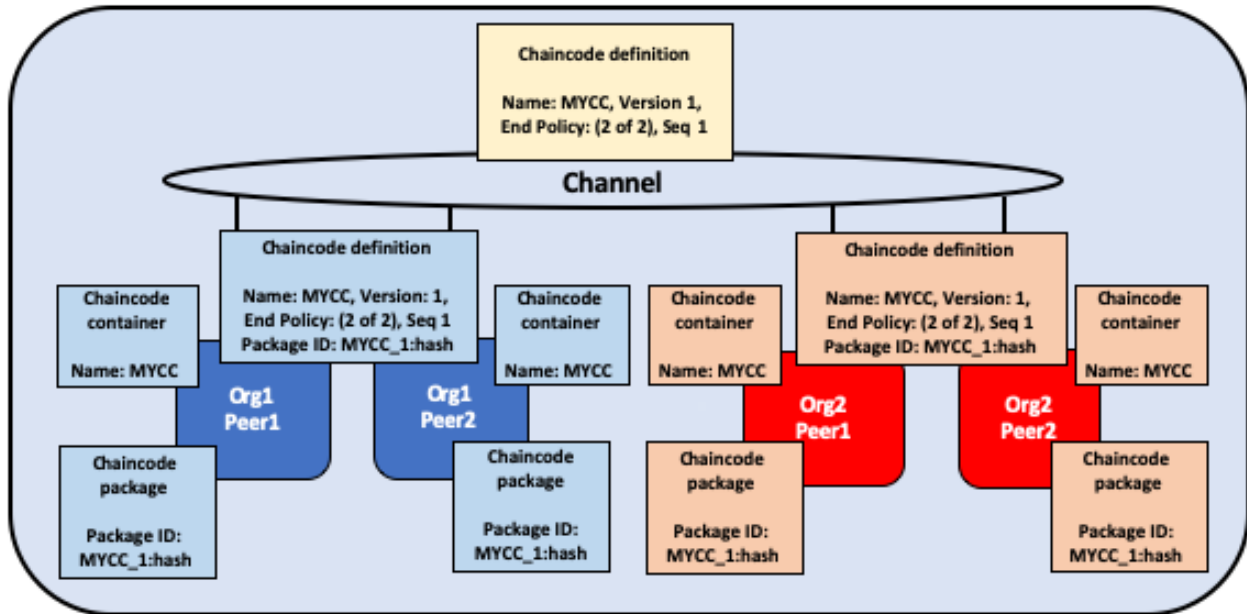 Chaincode definition
Name: MYCC, Version 1,
End Policy: (2 of 2), Seq 1
Channel
Chaincode definition
Name: MYCC, Version: 1,
End Policy: (2 of 2), Seq 1
Package ID: MYCC_1:hash
Chaincode definition
Name: MYCC, Version: 1,
End Policy: (2 of 2), Seq 1
Package ID: MYCC_1:hash
Chaincode
container
Name: MYCC
Chaincode
container
Name: MYCC
Chaincode
container
Name: MYCC
Chaincode
container
Name: MYCC
Org1
Peer1
Org1
Peer2
Org2
Peer1
Org2
Peer2
Chaincode
package
Package ID:
MYCC_1:hash
Chaincode
package
Package ID:
MYCC_1:hash
Chaincode
package
Package ID:
MYCC_1:hash
Chaincode
package
Package ID:
MYCC_1:hash